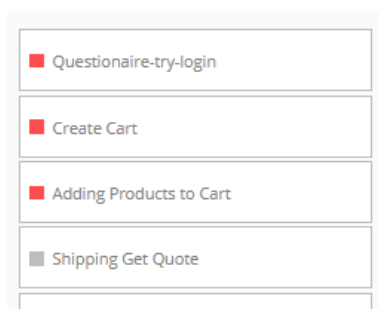 Questionaire-try-login
Create Cart
Adding Products to Cart
Shipping Get Quote